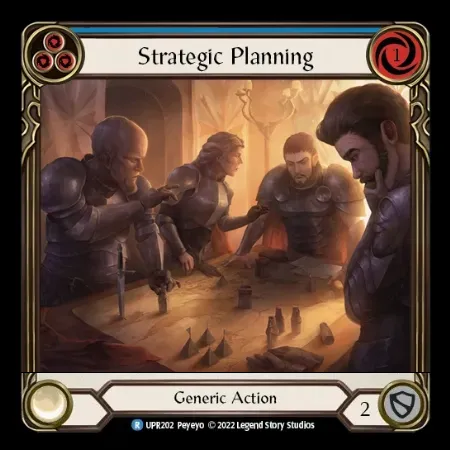 Strategic Planning
1
Generic Action
2
R UPR202 Peyeyo © 2022 Legend Story Studios